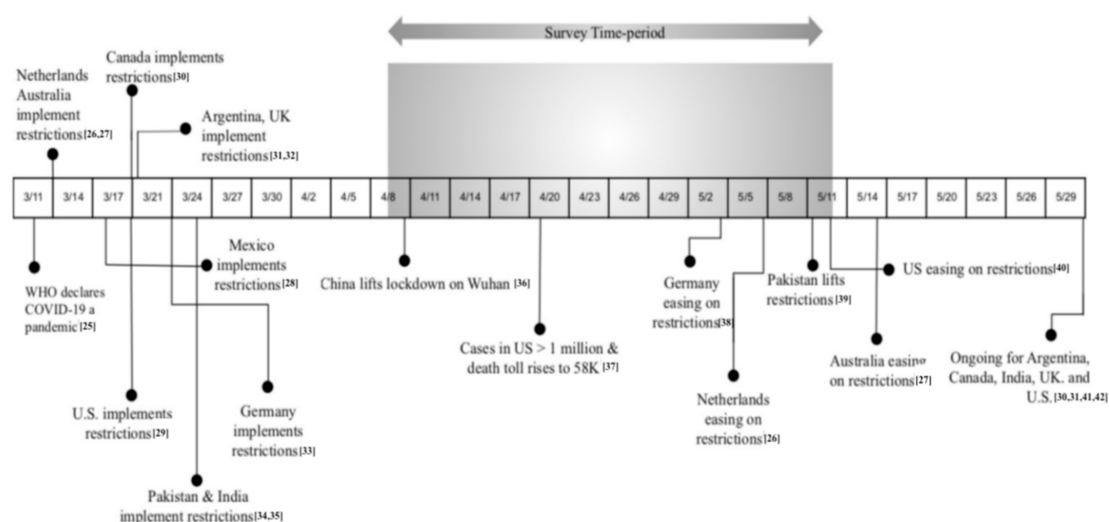 Survey Time-period
Canada implements
restrictions[30]
Netherlands
Australia
implement
restrictions[26,27]
Argentina, UK
implement
restrictions[31,32]
3/11 3/14 3/17 3/21 3/24 3/27 3/30 4/2 4/5 4/8 4/11 4/14 4/17 4/20 4/23 4/26 4/29 5/2 5/5 5/8 5/11 5/14 5/17 5/20 5/23 5/26 5/29
WHO declares
COVID-19 a
pandemic [25]
Mexico
implements
restrictions[28]
U.S. implements
restrictions[29]
Germany
implements
restrictions[33]
Pakistan & India
implement restrictions[34,35]
China lifts lockdown on Wuhan [36]
Cases in US > 1 million &
death toll rises to 58K [37]
Germany
easing on
restrictions[38]
Netherlands
easing on
restrictions[26]
Pakistan lifts
restrictions[39]
US easing on restrictions[40]
Australia easing
on restrictions[27]
Ongoing for Argentina,
Canada, India, UK. and
U.S.[30,31,41,42]